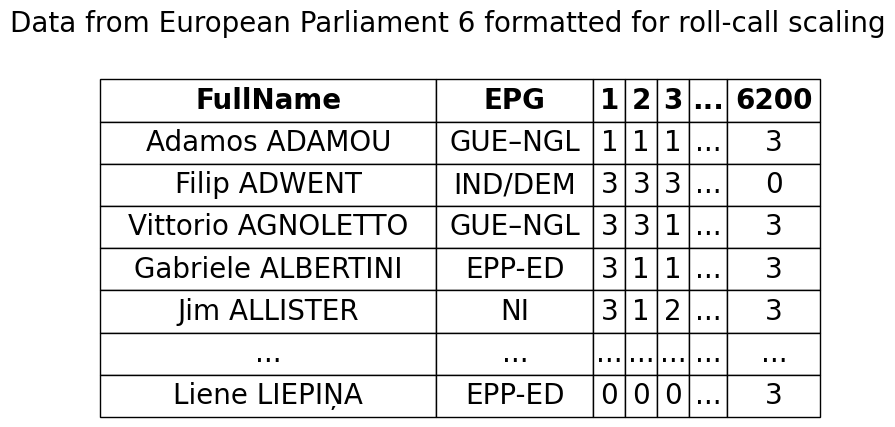 Data from European Parliament 6 formatted for roll-call scaling
FullName EPG 1 2 3 ... 6200
Adamos ADAMOU GUE–NGL 1 1 1 ... 3
Filip ADWENT IND/DEM 3 3 3 ... 0
Vittorio AGNOLETTO GUE–NGL 3 3 1 ... 3
Gabriele ALBERTINI EPP-ED 3 1 1 ... 3
Jim ALLISTER NI 3 1 2 ... 3
... ... ... ... ... ... ...
Liene LIEPIŅA EPP-ED 0 0 0 ... 3